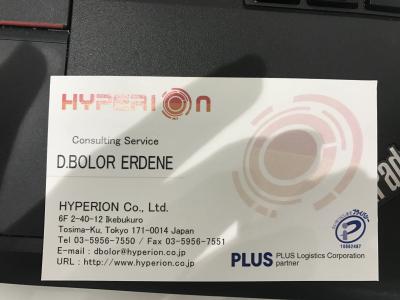 HYPERION
Consulting Service
D.BOLOR ERDENE
HYPERION Co., Ltd.
6F 2-40-12 Ikebukuro
Tosima-Ku, Tokyo 171-0014 Japan
Tel 03-5956-7550 / Fax 03-5956-7551
E-mail : dbolor@hyperion.co.jp
URL : http://www.hyperion.co.jp
PLUS PLUS Logistics Corporation
partner
10862467
Pad